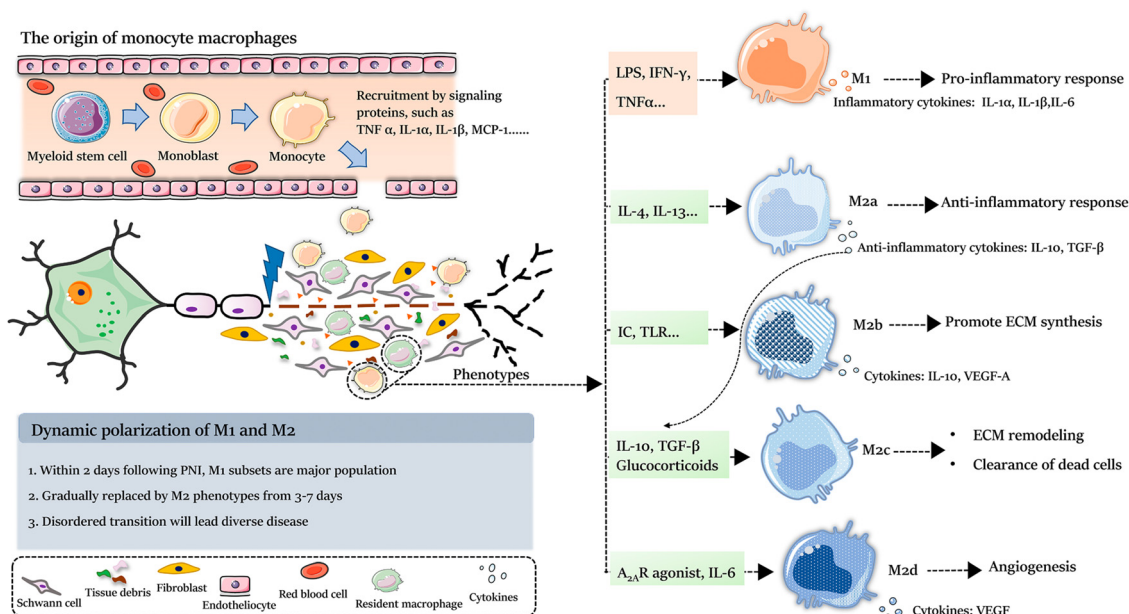 The origin of monocyte macrophages
Myeloid stem cell
Monoblast
Monocyte
Recruitment by signaling
proteins, such as
TNF α, IL-1α, IL-1β, MCP-1......
Phenotypes
Dynamic polarization of M1 and M2
1. Within 2 days following PNI, M1 subsets are major population
2. Gradually replaced by M2 phenotypes from 3-7 days
3. Disordered transition will lead diverse disease
Schwann cell
Tissue debris
Fibroblast
Endotheliocyte
Red blood cell
Resident macrophage
Cytokines
LPS, IFN-γ,
TNFα...
M1
Pro-inflammatory response
Inflammatory cytokines: IL-1α, IL-1β,IL-6
IL-4, IL-13...
M2a
Anti-inflammatory response
Anti-inflammatory cytokines: IL-10, TGF-β
IC, TLR...
M2b
Promote ECM synthesis
Cytokines: IL-10, VEGF-A
IL-10, TGF-β
Glucocorticoids
M2c
• ECM remodeling
• Clearance of dead cells
A2AR agonist, IL-6
M2d
Angiogenesis
Cytokines: VEGF